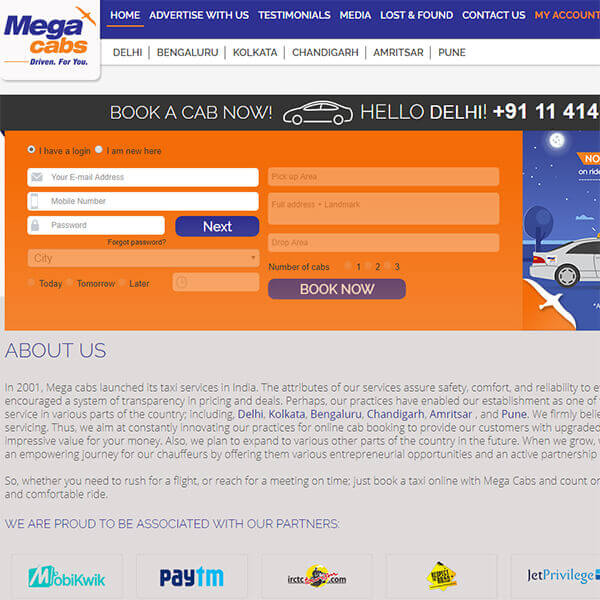 Mega
cabs
Driven. For You.
HOME ADVERTISE WITH US TESTIMONIALS MEDIA LOST & FOUND CONTACT US MY ACCOUNT
DELHI BENGALURU KOLKATA CHANDIGARH AMRITSAR PUNE
BOOK A CAB NOW! HELLO DELHI! +91 11 414
I have a login I am new here
Your E-mail Address
Mobile Number
Password Next
Forgot password?
City
Today Tomorrow Later
Pick up Area
Full address + Landmark
Drop Area
Number of cabs 1 2 3
BOOK NOW
NO
on rid
ABOUT US
In 2001, Mega cabs launched its taxi services in India. The attributes of our services assure safety, comfort, and reliability to e
encouraged a system of transparency in pricing and deals. Perhaps, our practices have enabled our establishment as one of
service in various parts of the country; including, Delhi, Kolkata, Bengaluru, Chandigarh, Amritsar , and Pune. We firmly belie
servicing. Thus, we aim at constantly innovating our practices for online cab booking to provide our customers with upgraded
impressive value for your money. Also, we plan to expand to various other parts of the country in the future. When we grow, w
an empowering journey for our chauffeurs by offering them various entrepreneurial opportunities and an active partnership
So, whether you need to rush for a flight, or reach for a meeting on time; just book a taxi online with Mega Cabs and count on
and comfortable ride.
WE ARE PROUD TO BE ASSOCIATED WITH OUR PARTNERS:
MobiKwik paytm irctc .com JetPrivilege